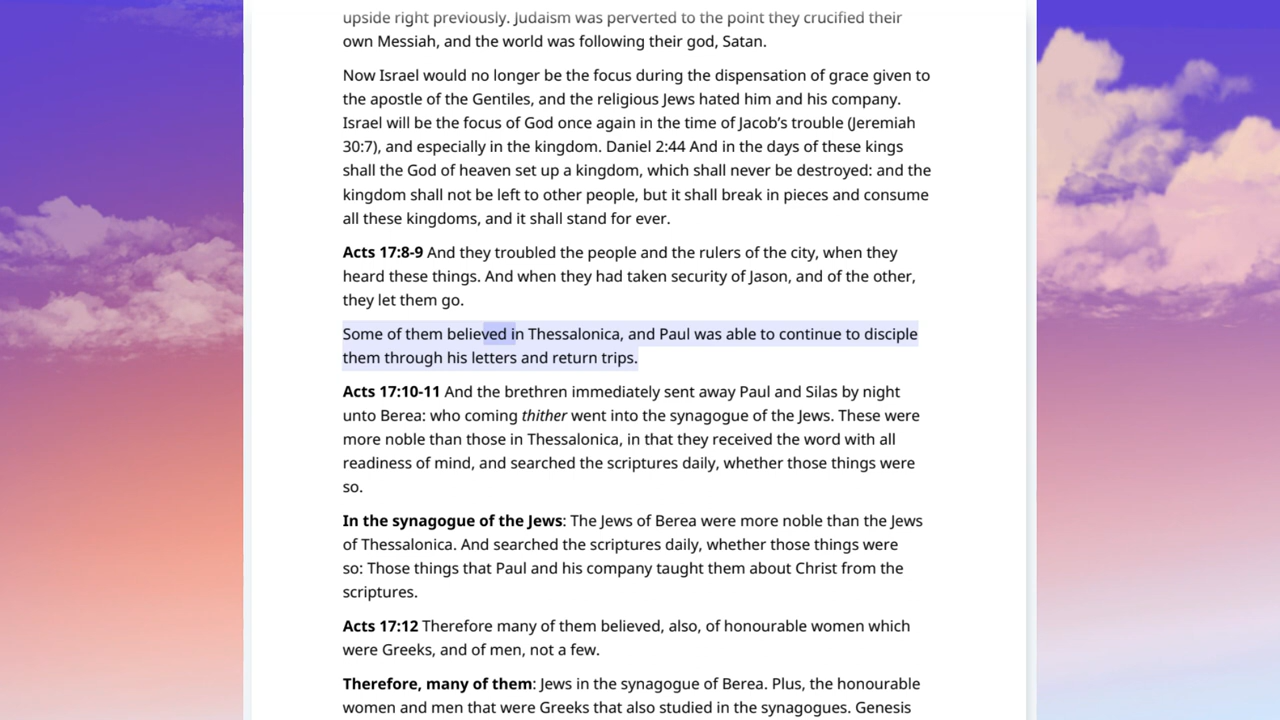 upside right previously. Judaism was perverted to the point they crucified their
own Messiah, and the world was following their god, Satan.
Now Israel would no longer be the focus during the dispensation of grace given to
the apostle of the Gentiles, and the religious Jews hated him and his company.
Israel will be the focus of God once again in the time of Jacob’s trouble (Jeremiah
30:7), and especially in the kingdom. Daniel 2:44 And in the days of these kings
shall the God of heaven set up a kingdom, which shall never be destroyed: and the
kingdom shall not be left to other people, but it shall break in pieces and consume
all these kingdoms, and it shall stand for ever.
Acts 17:8-9 And they troubled the people and the rulers of the city, when they
heard these things. And when they had taken security of Jason, and of the other,
they let them go.
Some of them believed in Thessalonica, and Paul was able to continue to disciple
them through his letters and return trips.
Acts 17:10-11 And the brethren immediately sent away Paul and Silas by night
unto Berea: who coming thither went into the synagogue of the Jews. These were
more noble than those in Thessalonica, in that they received the word with all
readiness of mind, and searched the scriptures daily, whether those things were
so.
In the synagogue of the Jews: The Jews of Berea were more noble than the Jews
of Thessalonica. And searched the scriptures daily, whether those things were
so: Those things that Paul and his company taught them about Christ from the
scriptures.
Acts 17:12 Therefore many of them believed, also, of honourable women which
were Greeks, and of men, not a few.
Therefore, many of them: Jews in the synagogue of Berea. Plus, the honourable
women and men that were Greeks that also studied in the synagogues. Genesis